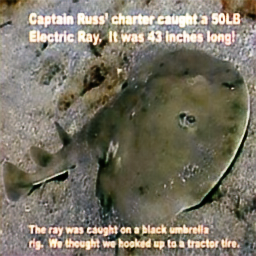 Captain Russ' charter caught a 50LB
Electric Ray. It was 43 inches long!
The ray was caught on a black umbrella
rig. We thought we hooked up to a tractor tire.